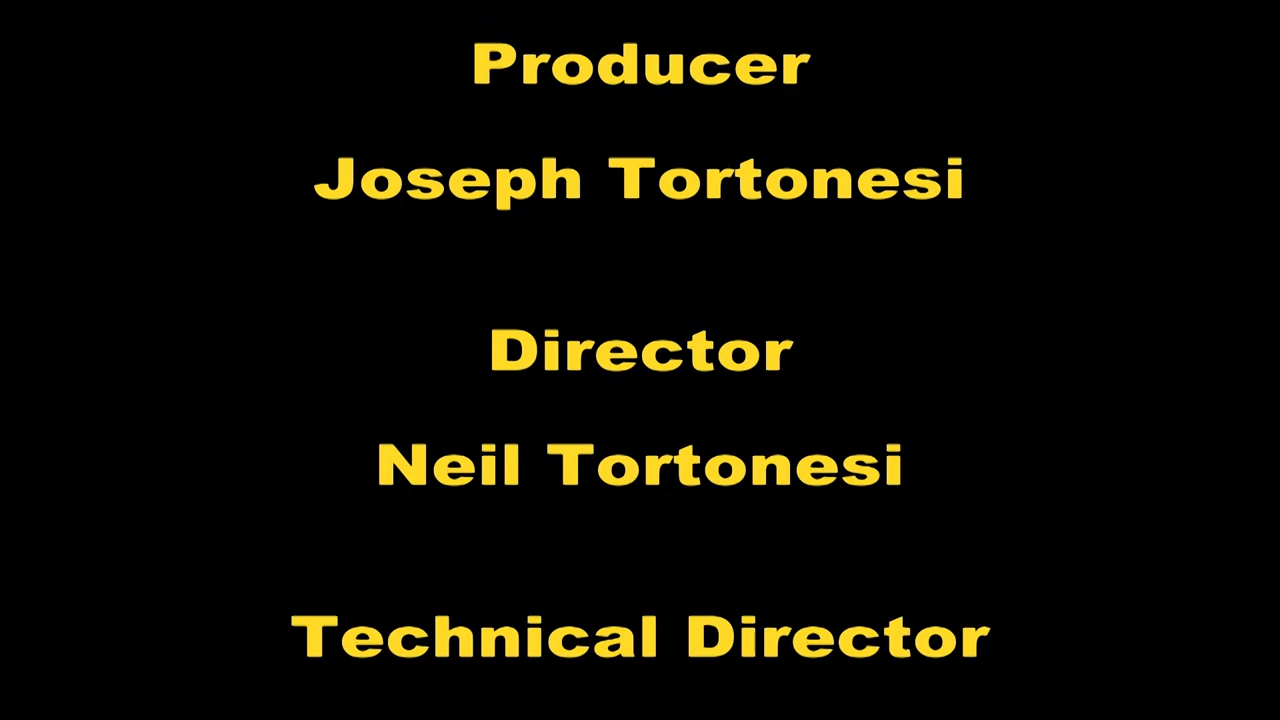 Producer
Joseph Tortonesi
Director
Neil Tortonesi
Technical Director